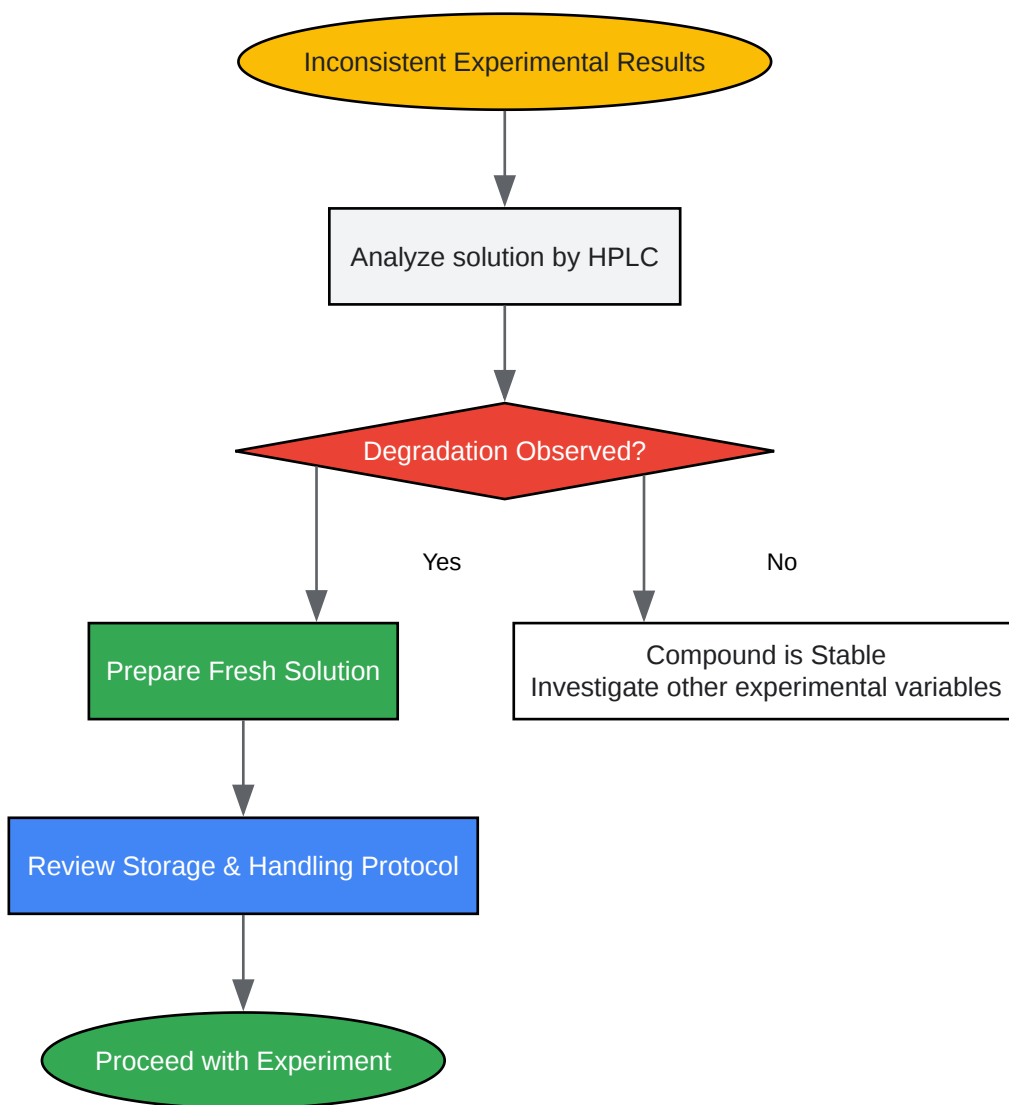 Inconsistent Experimental Results
Analyze solution by HPLC
Degradation Observed?
Yes
No
Prepare Fresh Solution
Compound is Stable
Investigate other experimental variables
Review Storage & Handling Protocol
Proceed with Experiment